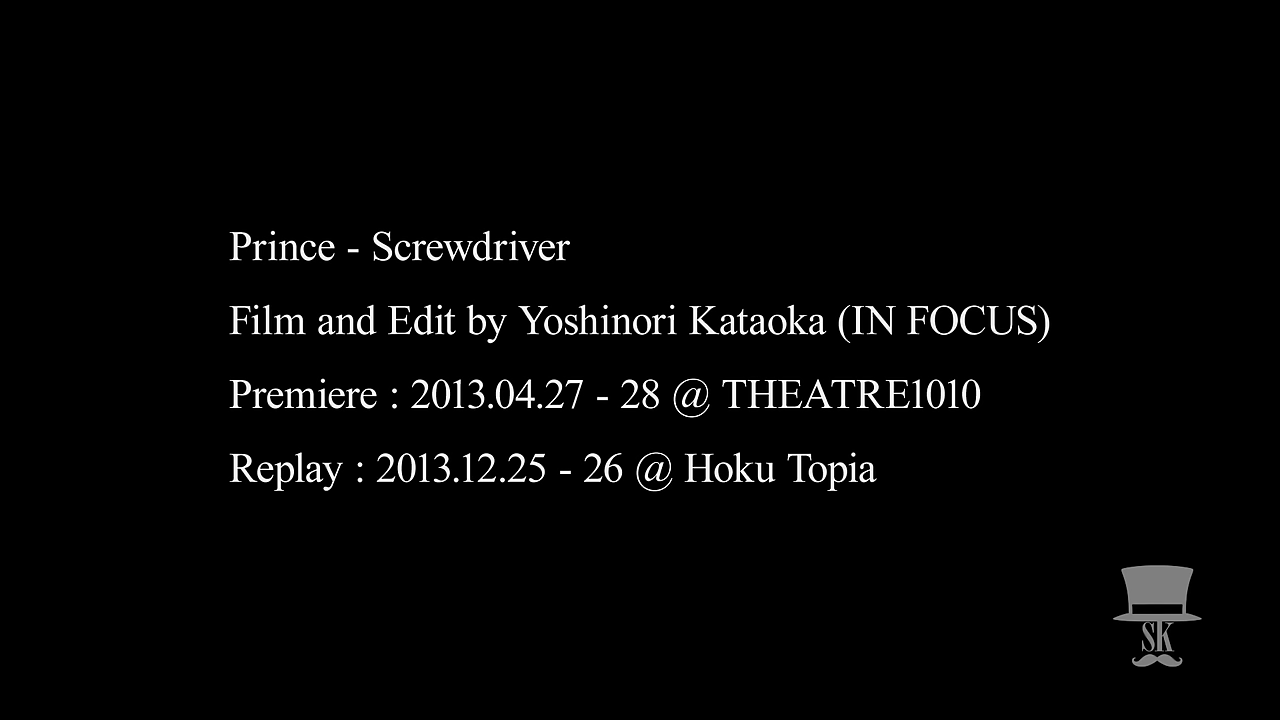 Prince - Screwdriver
Film and Edit by Yoshinori Kataoka (IN FOCUS)
Premiere : 2013.04.27 - 28 @ THEATRE1010
Replay : 2013.12.25 - 26 @ Hoku Topia
SK